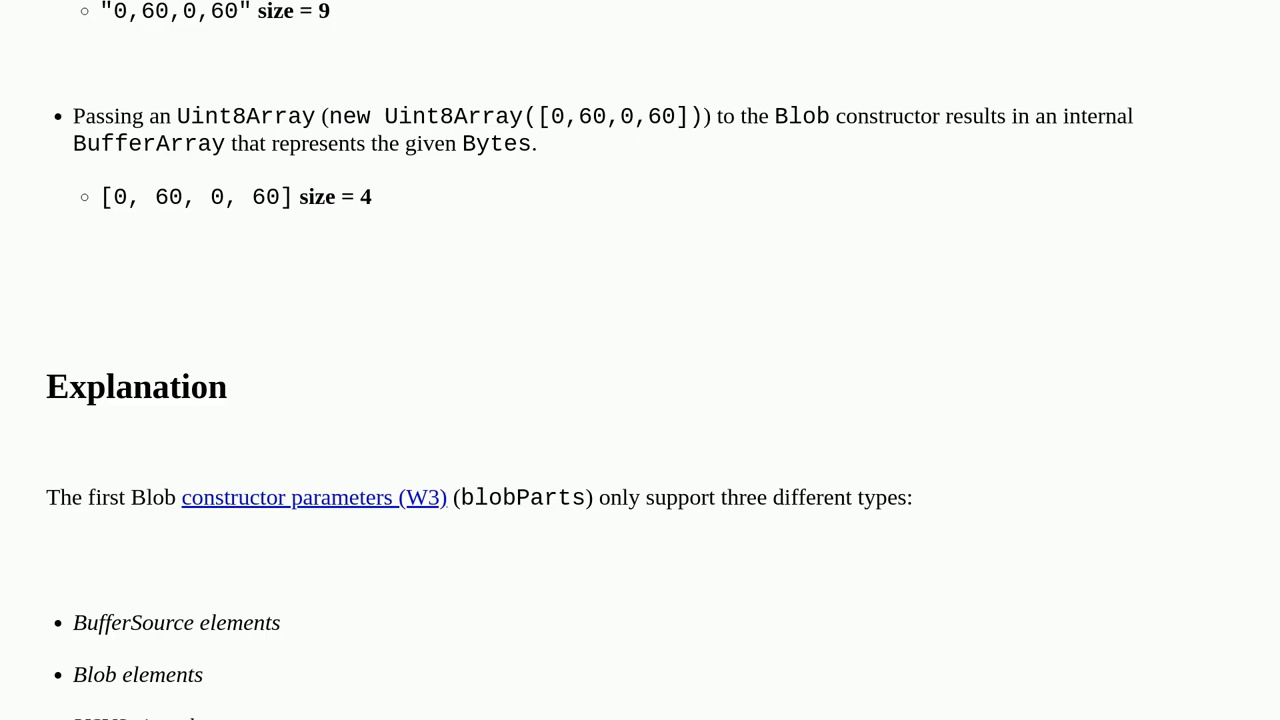 "0,60,0,60" size = 9
Passing an Uint8Array (new Uint8Array([0,60,0,60])) to the Blob constructor results in an internal
BufferArray that represents the given Bytes.
[0, 60, 0, 60] size = 4
Explanation
The first Blob constructor parameters (W3) (blobParts) only support three different types:
BufferSource elements
Blob elements